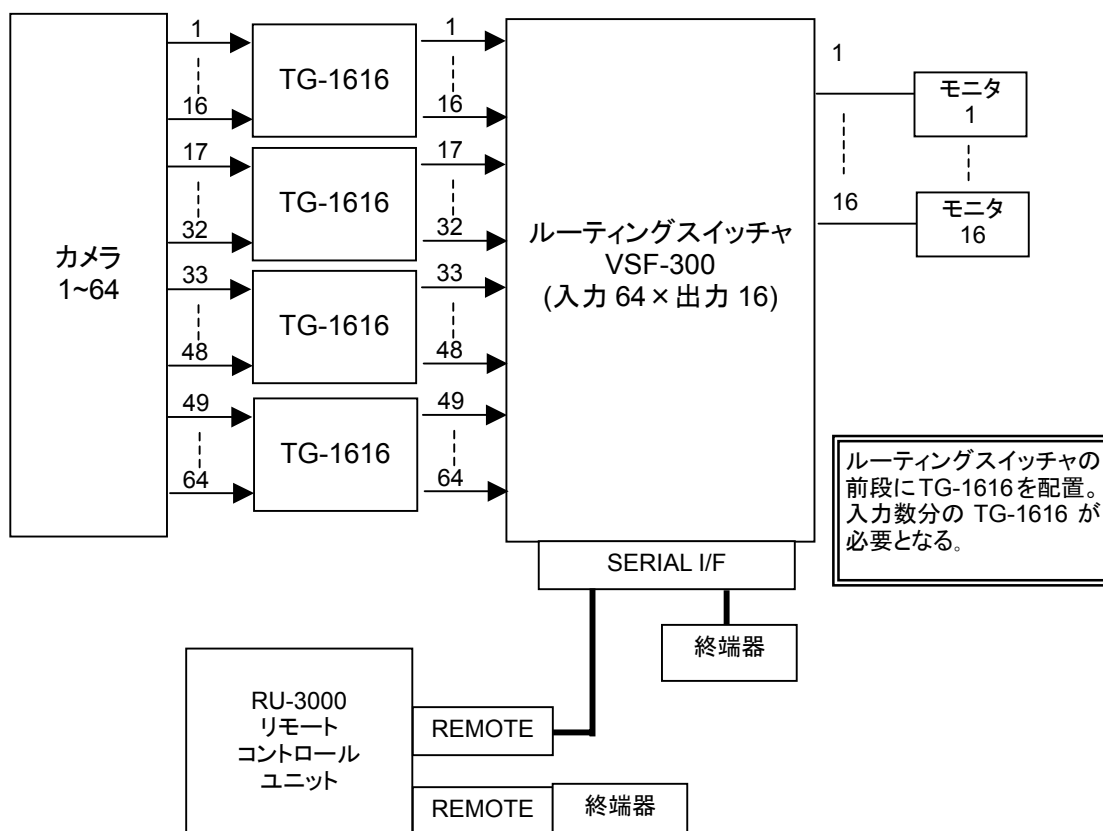 カメラ
1~64
1
16
17
32
33
48
49
64
TG-1616
TG-1616
TG-1616
TG-1616
1
16
17
32
33
48
49
64
ルーティングスイッチャ
VSF-300
(入力 64×出力 16)
1
16
モニタ
1
モニタ
16
ルーティングスイッチャの
前段にTG-1616を配置。
入力数分の TG-1616 が
必要となる。
SERIAL I/F
終端器
RU-3000
リモート
コントロール
ユニット
REMOTE
REMOTE
終端器